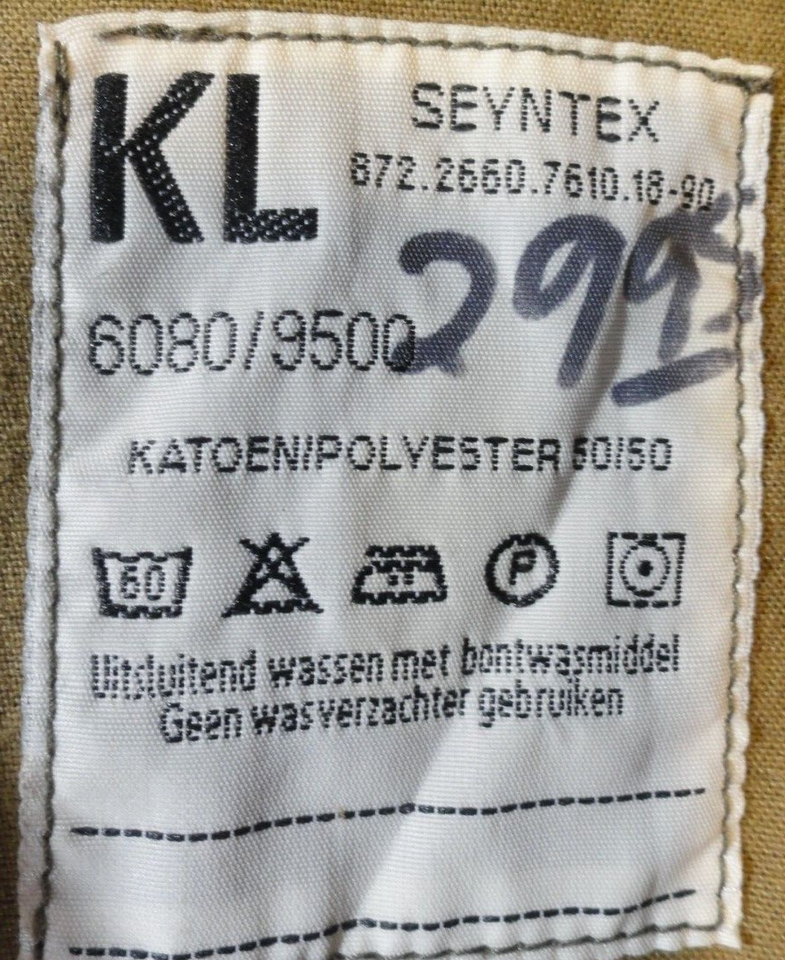 KL
SEYNTEX
872.2660.7610.18-90
2995
6080/9500
KATOEN/POLYESTER 50/50
60
P
Uitsluitend wassen met bontwasmiddel
Geen wasverzachter gebruiken